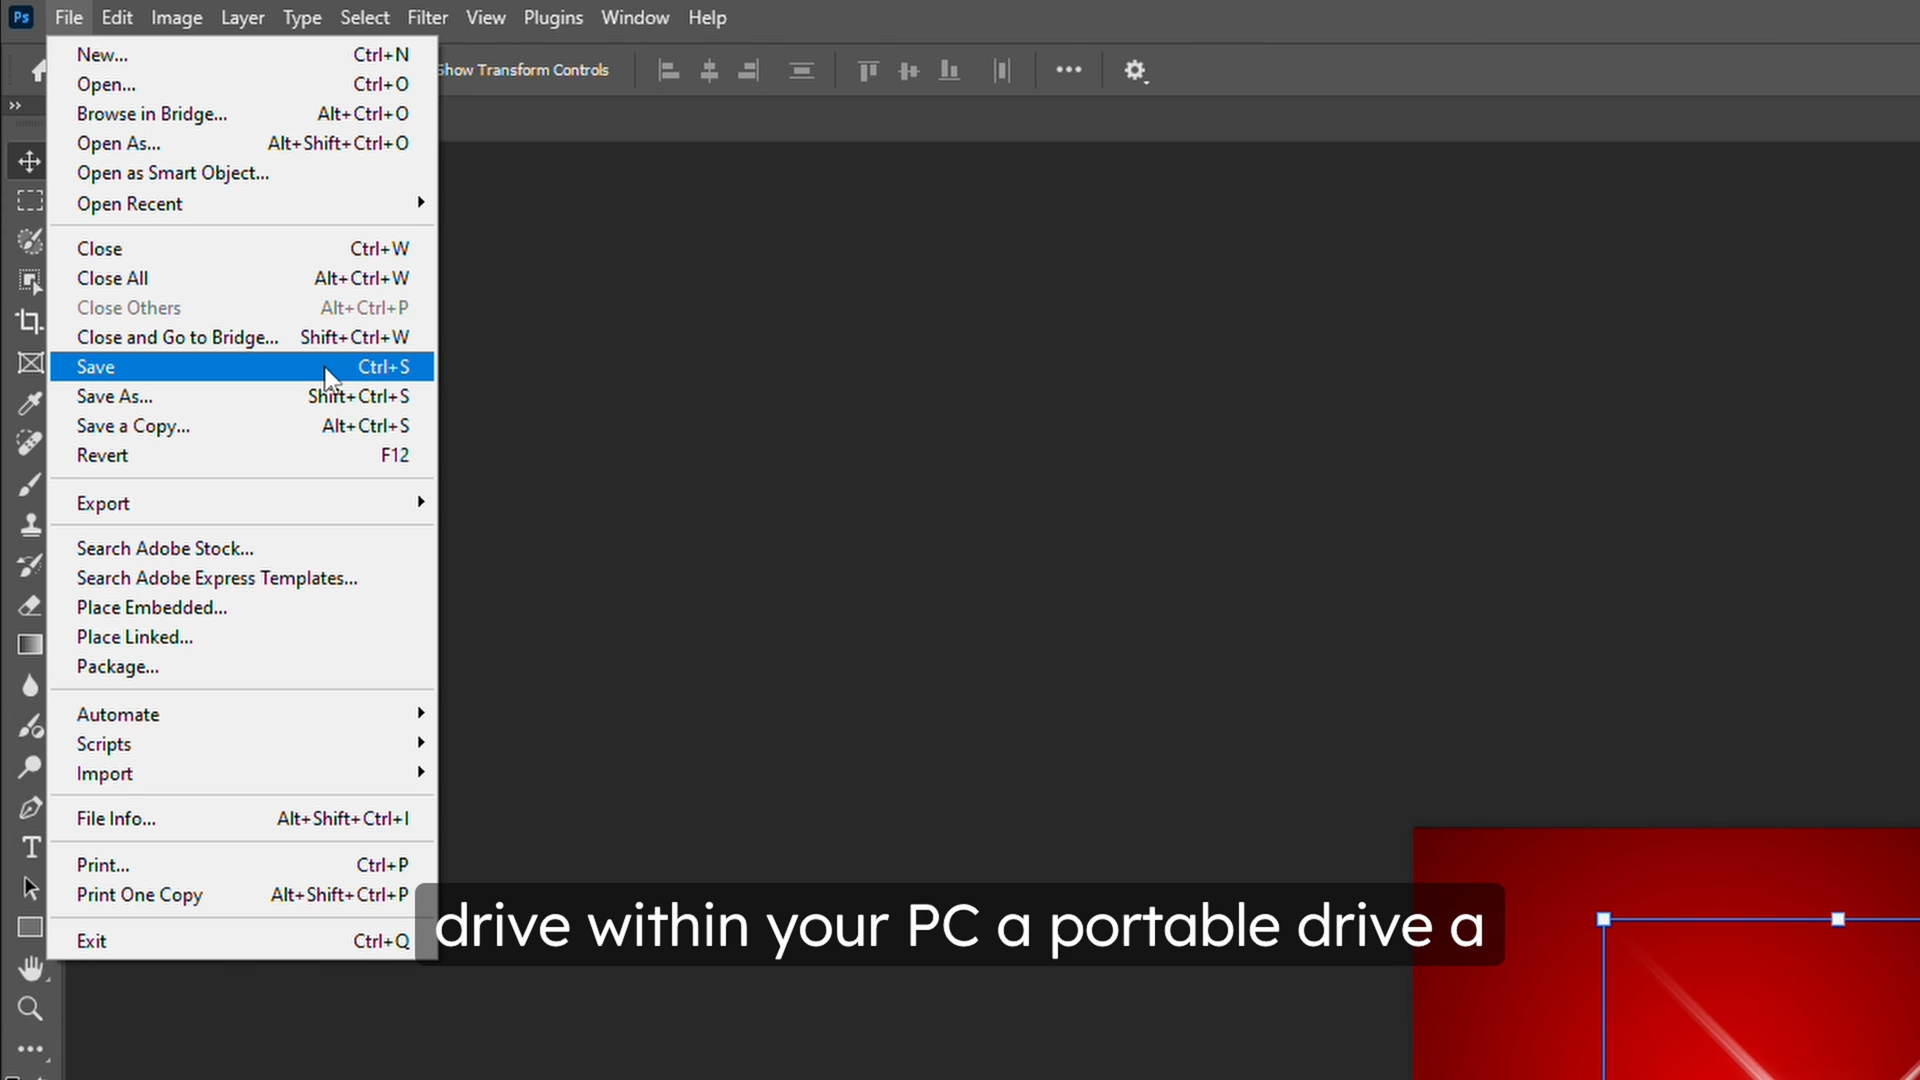 Ps File Edit Image Layer Type Select Filter View Plugins Window Help
Show Transform Controls
New... Ctrl+N
Open... Ctrl+O
Browse in Bridge... Alt+Ctrl+O
Open As... Alt+Shift+Ctrl+O
Open as Smart Object...
Open Recent
Close Ctrl+W
Close All Alt+Ctrl+W
Close Others Alt+Ctrl+P
Close and Go to Bridge... Shift+Ctrl+W
Save Ctrl+S
Save As... Shift+Ctrl+S
Save a Copy... Alt+Ctrl+S
Revert F12
Export
Search Adobe Stock...
Search Adobe Express Templates...
Place Embedded...
Place Linked...
Package...
Automate
Scripts
Import
File Info... Alt+Shift+Ctrl+I
Print... Ctrl+P
Print One Copy Alt+Shift+Ctrl+P
Exit Ctrl+Q
drive within your PC a portable drive a